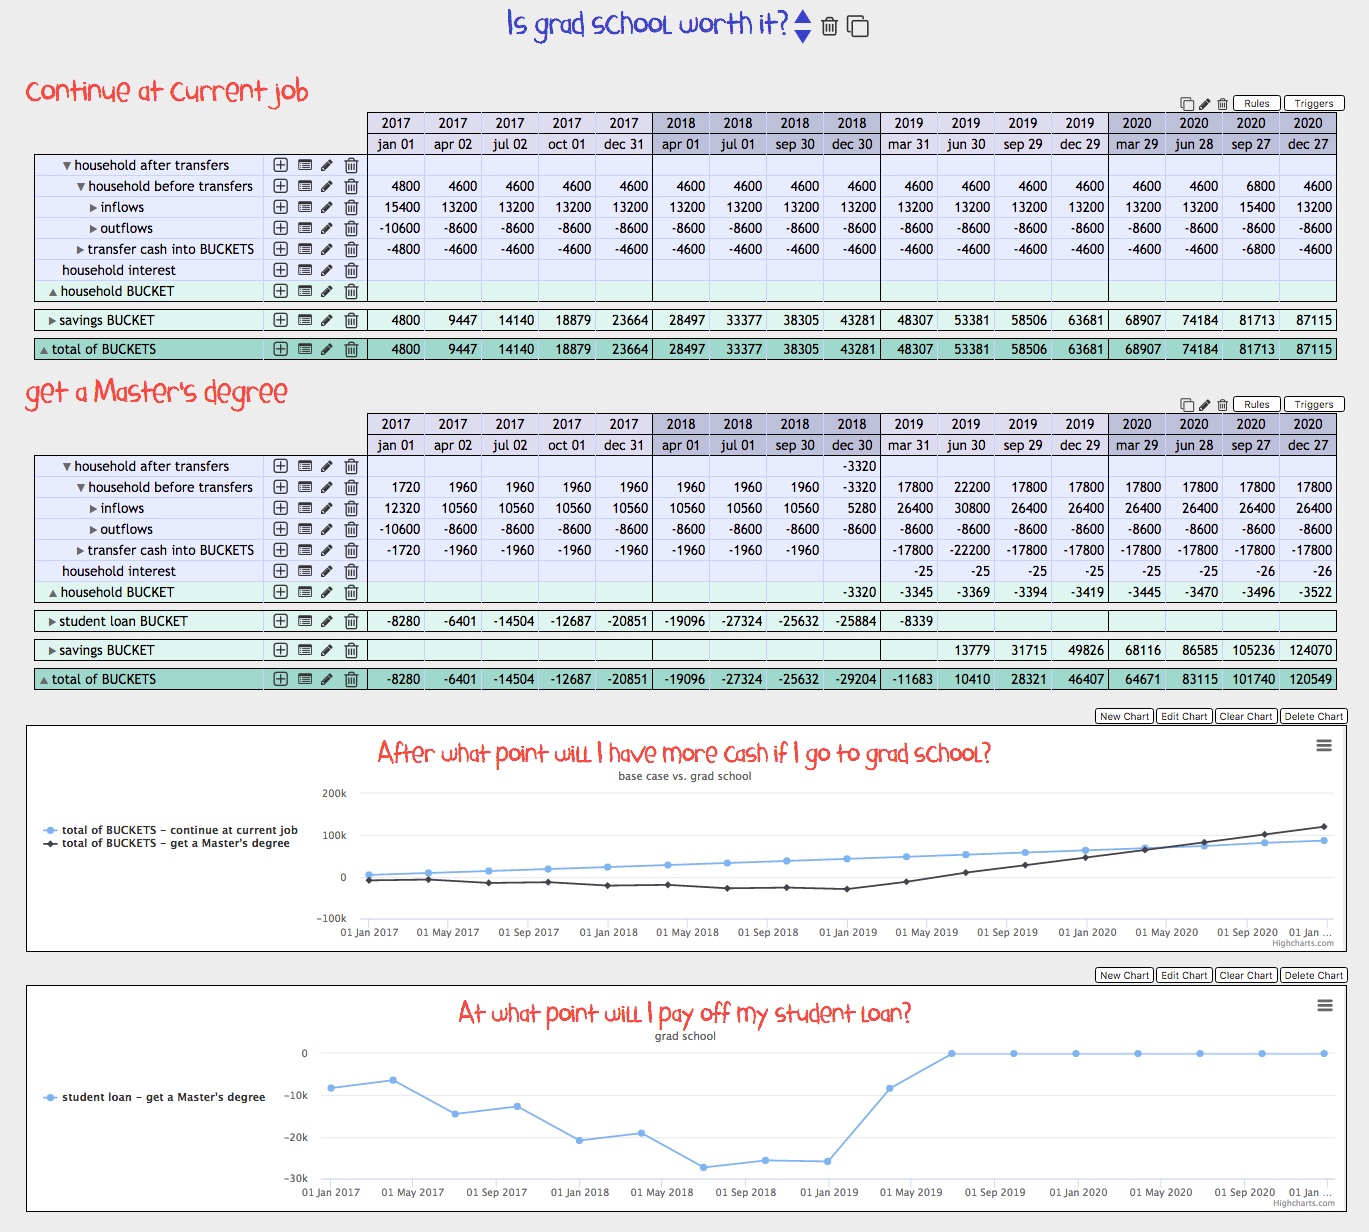 Is grad school worth it?
continue at current job
Rules Triggers
2017 2017 2017 2017 2017 2018 2018 2018 2018 2019 2019 2019 2019 2020 2020 2020 2020
jan 01 apr 02 jul 02 oct 01 dec 31 apr 01 jul 01 sep 30 dec 30 mar 31 jun 30 sep 29 dec 29 mar 29 jun 28 sep 27 dec 27
household after transfers
household before transfers 4800 4600 4600 4600 4600 4600 4600 4600 4600 4600 4600 4600 4600 4600 4600 6800 4600
inflows 15400 13200 13200 13200 13200 13200 13200 13200 13200 13200 13200 13200 13200 13200 13200 15400 13200
outflows -10600 -8600 -8600 -8600 -8600 -8600 -8600 -8600 -8600 -8600 -8600 -8600 -8600 -8600 -8600 -8600 -8600
transfer cash into BUCKETS -4800 -4600 -4600 -4600 -4600 -4600 -4600 -4600 -4600 -4600 -4600 -4600 -4600 -4600 -4600 -6800 -4600
household interest
household BUCKET
savings BUCKET 4800 9447 14140 18879 23664 28497 33377 38305 43281 48307 53381 58506 63681 68907 74184 81713 87115
total of BUCKETS 4800 9447 14140 18879 23664 28497 33377 38305 43281 48307 53381 58506 63681 68907 74184 81713 87115
get a Master's degree
Rules Triggers
2017 2017 2017 2017 2017 2018 2018 2018 2018 2019 2019 2019 2019 2020 2020 2020 2020
jan 01 apr 02 jul 02 oct 01 dec 31 apr 01 jul 01 sep 30 dec 30 mar 31 jun 30 sep 29 dec 29 mar 29 jun 28 sep 27 dec 27
household after transfers -3320
household before transfers 1720 1960 1960 1960 1960 1960 1960 1960 -3320 17800 22200 17800 17800 17800 17800 17800 17800
inflows 12320 10560 10560 10560 10560 10560 10560 10560 5280 26400 30800 26400 26400 26400 26400 26400 26400
outflows -10600 -8600 -8600 -8600 -8600 -8600 -8600 -8600 -8600 -8600 -8600 -8600 -8600 -8600 -8600 -8600 -8600
transfer cash into BUCKETS -1720 -1960 -1960 -1960 -1960 -1960 -1960 -1960 -17800 -22200 -17800 -17800 -17800 -17800 -17800 -17800
household interest -25 -25 -25 -25 -25 -25 -26 -26
household BUCKET -3320 -3345 -3369 -3394 -3419 -3445 -3470 -3496 -3522
student loan BUCKET -8280 -6401 -14504 -12687 -20851 -19096 -27324 -25632 -25884 -8339
savings BUCKET 13779 31715 49826 68116 86585 105236 124070
total of BUCKETS -8280 -6401 -14504 -12687 -20851 -19096 -27324 -25632 -29204 -11683 10410 28321 46407 64671 83115 101740 120549
New Chart Edit Chart Clear Chart Delete Chart
After what point will I have more cash if I go to grad school?
base case vs. grad school
200k
100k
0
-100k
total of BUCKETS - continue at current job
total of BUCKETS - get a Master's degree
01 Jan 2017 01 May 2017 01 Sep 2017 01 Jan 2018 01 May 2018 01 Sep 2018 01 Jan 2019 01 May 2019 01 Sep 2019 01 Jan 2020 01 May 2020 01 Sep 2020 01 Jan ...
Highcharts.com
New Chart Edit Chart Clear Chart Delete Chart
At what point will I pay off my student loan?
grad school
0
-10k
-20k
-30k
student loan - get a Master's degree
01 Jan 2017 01 May 2017 01 Sep 2017 01 Jan 2018 01 May 2018 01 Sep 2018 01 Jan 2019 01 May 2019 01 Sep 2019 01 Jan 2020 01 May 2020 01 Sep 2020 01 Jan ...
Highcharts.com